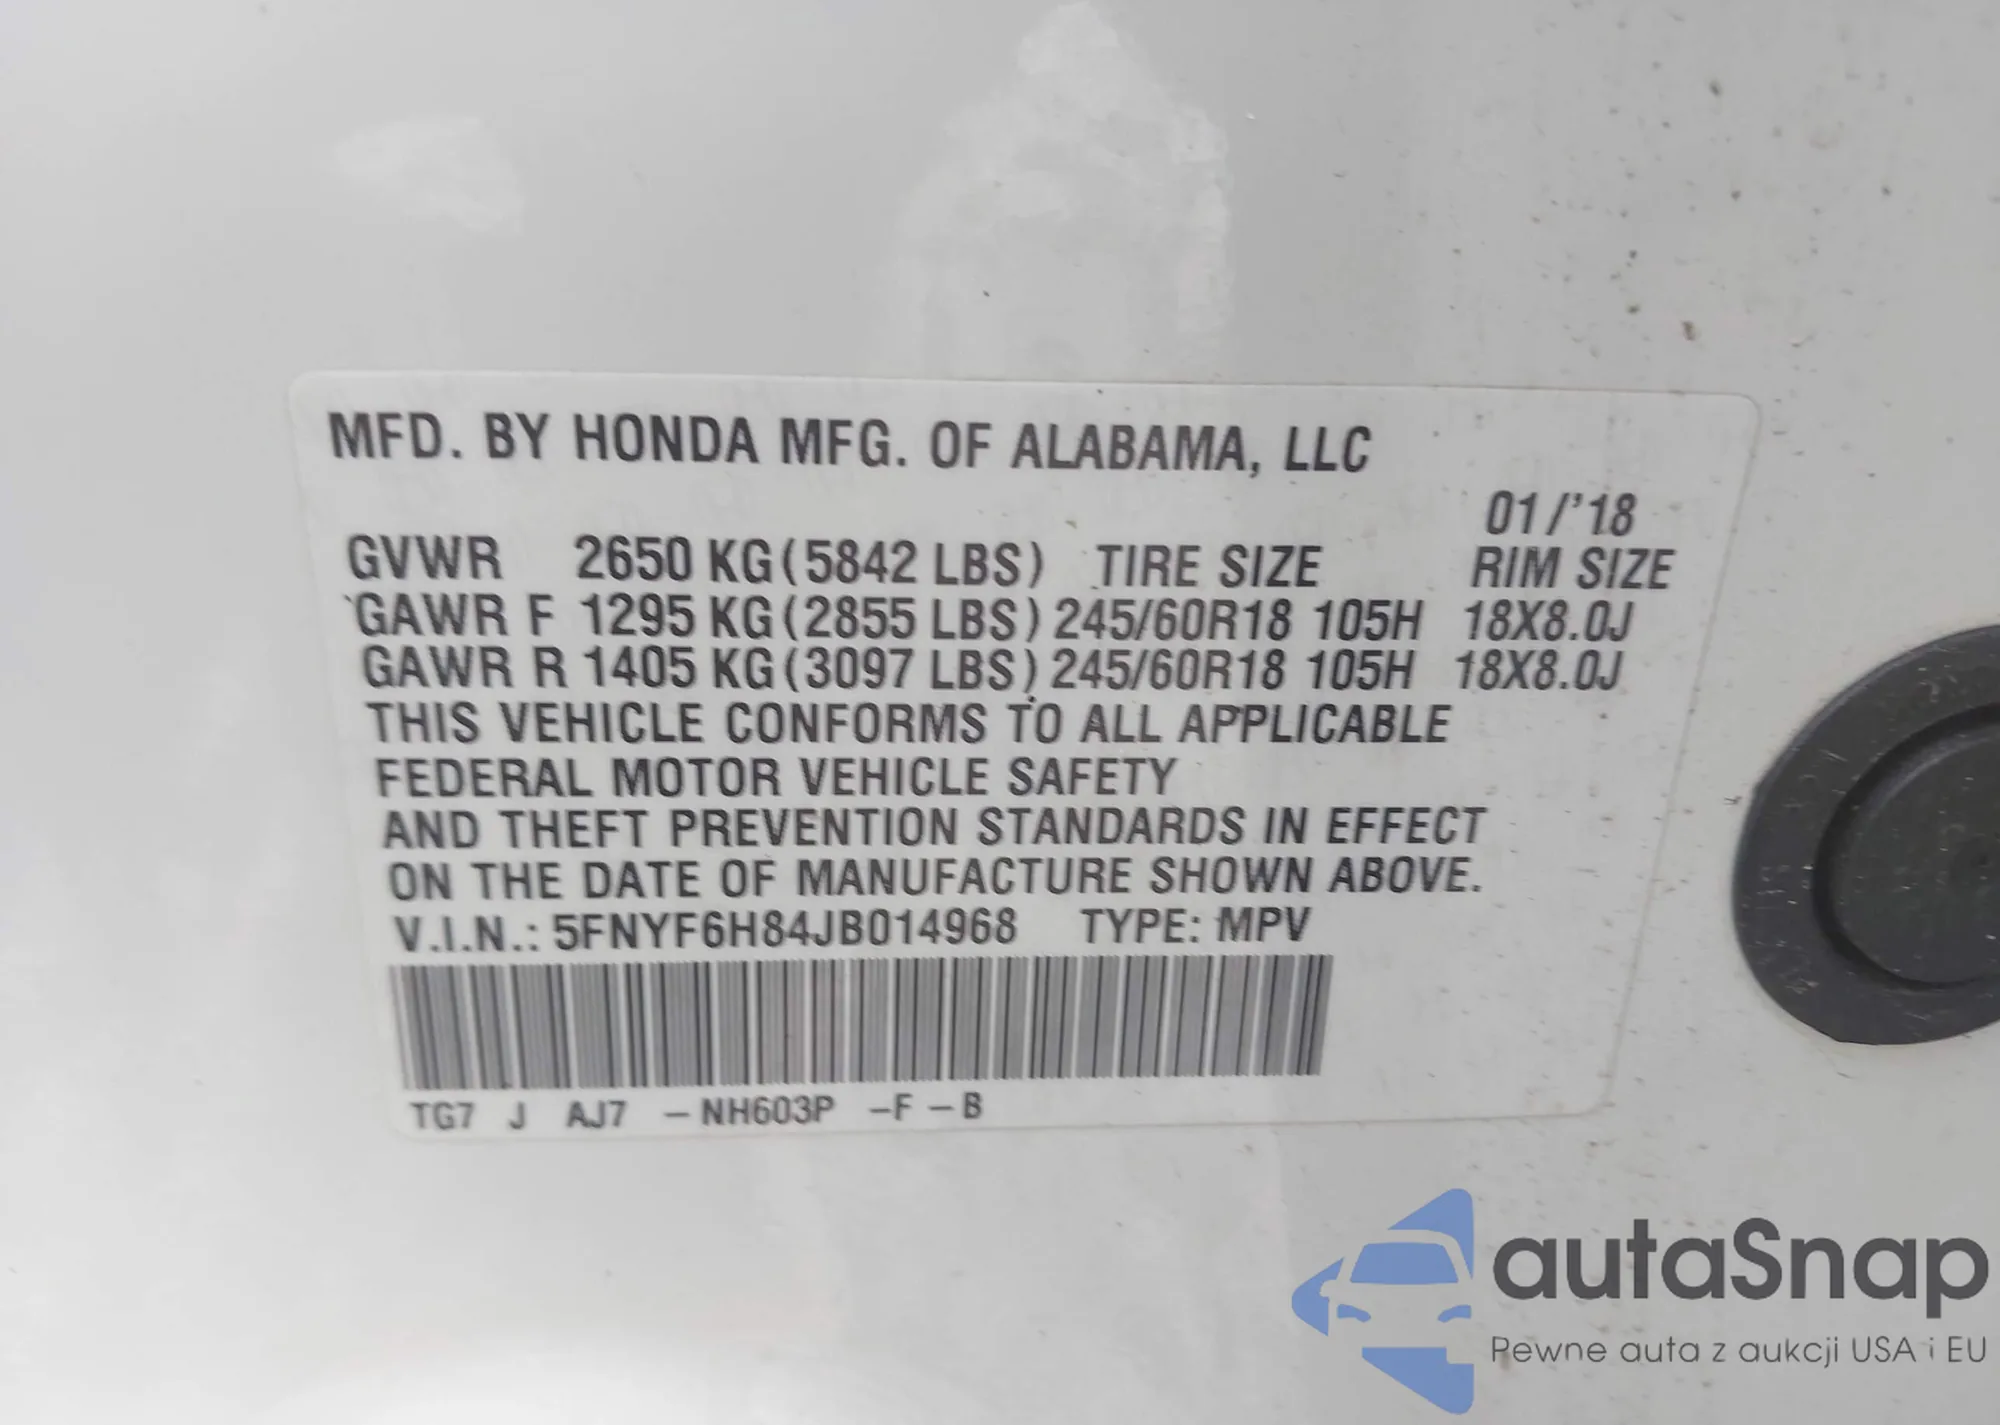 MFD. BY HONDA MFG. OF ALABAMA, LLC
01/'18
GVWR 2650 KG (5842 LBS) TIRE SIZE RIM SIZE
GAWR F 1295 KG (2855 LBS) 245/60R18 105H 18X8.0J
GAWR R 1405 KG (3097 LBS) 245/60R18 105H 18X8.0J
THIS VEHICLE CONFORMS TO ALL APPLICABLE
FEDERAL MOTOR VEHICLE SAFETY
AND THEFT PREVENTION STANDARDS IN EFFECT
ON THE DATE OF MANUFACTURE SHOWN ABOVE.
V.I.N.: 5FNYF6H84JB014968 TYPE: MPV
TG7 J AJ7 -NH603P -F -B
autaSnap
Pewne auta z aukcji USA i EU